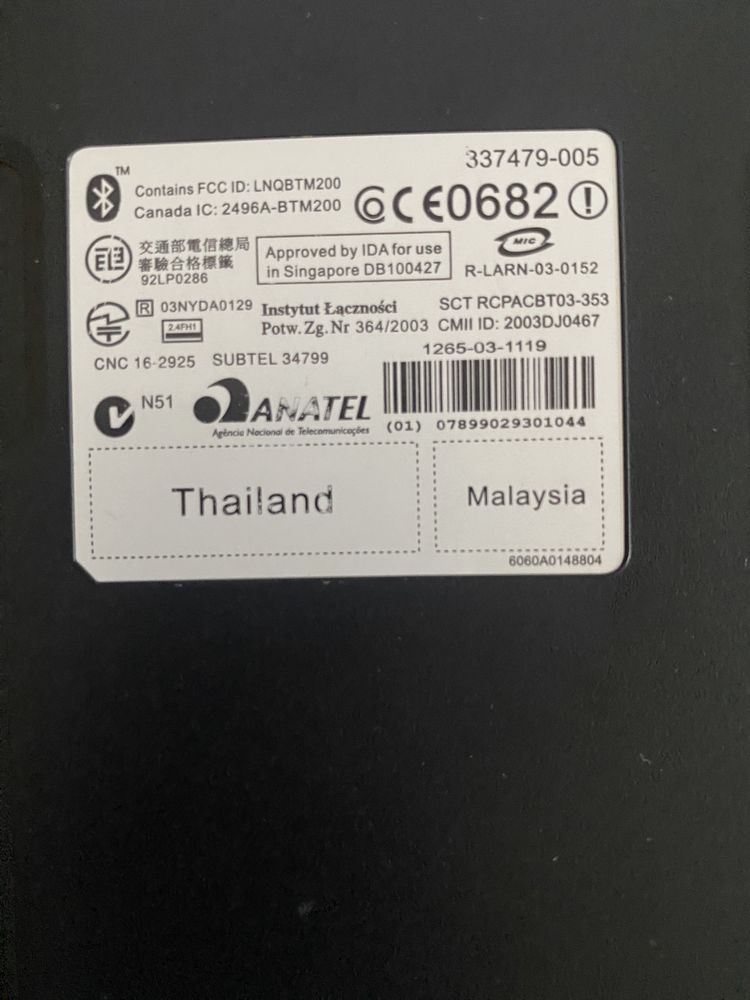 337479-005
TM
Contains FCC ID: LNQBTM200
Canada IC: 2496A-BTM200
CE0682
交通部電信總局
審驗合格標籤
92LP0286
Approved by IDA for use
in Singapore DB100427
MIC
R-LARN-03-0152
R 03NYDA0129
2.4FH1
Instytut Łączności
Potw. Zg. Nr 364/2003
SCT RCPACBT03-353
CMII ID: 2003DJ0467
CNC 16-2925 SUBTEL 34799
1265-03-1119
N51
ANATEL
Agência Nacional de Telecomunicações
(01) 07899029301044
Thailand
Malaysia
6060A0148804